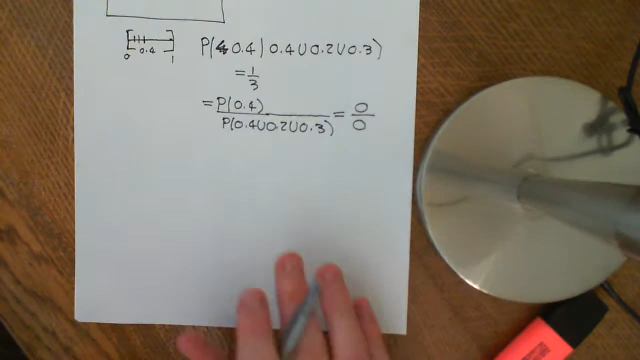 P(0.4 | 0.4 ∪ 0.2 ∪ 0.3)
0.4
0 1
= 1/3
= P(0.4) / P(0.4 ∪ 0.2 ∪ 0.3) = 0/0